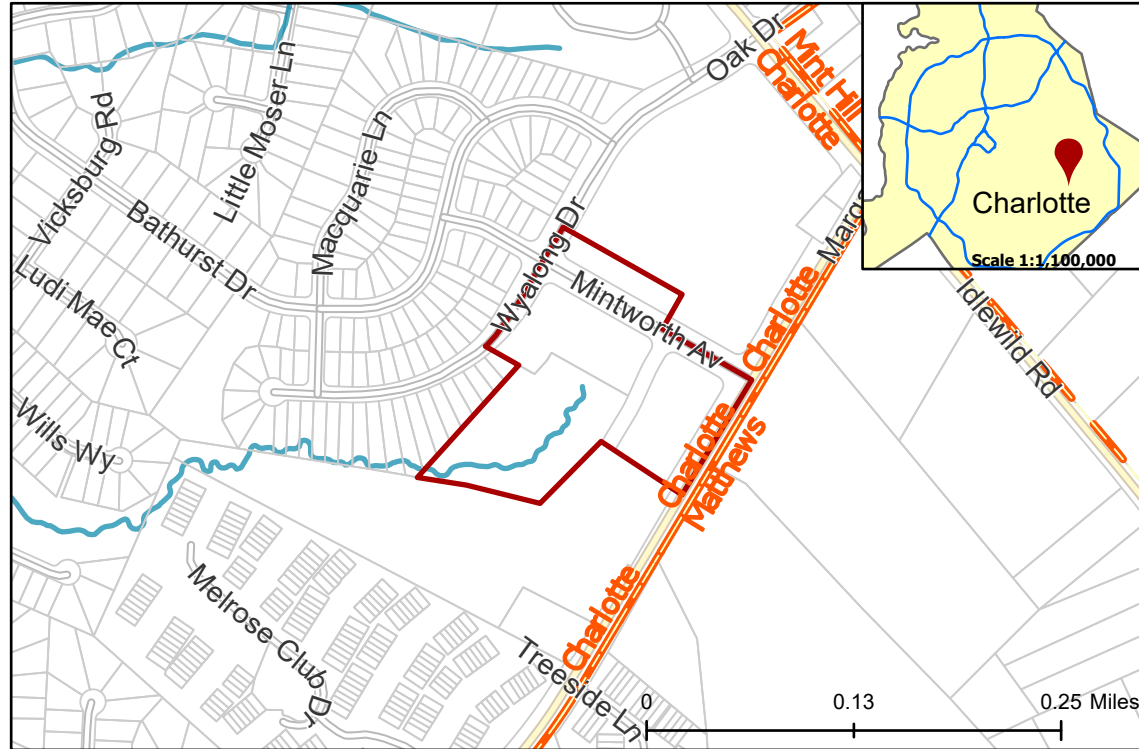 Oak Dr
Mint Hill
Charlotte
Little Moser Ln
Macquarie Ln
Vicksburg Rd
Bathurst Dr
Ludi Mae Ct
Wills Wy
Wyalong Dr
Mintworth Av
Charlotte
Idlewild Rd
Charlotte
Matthews
Charlotte
Melrose Club Dr
Treeside Ln
Charlotte
Scale 1:1,100,000
0
0.13
0.25 Miles